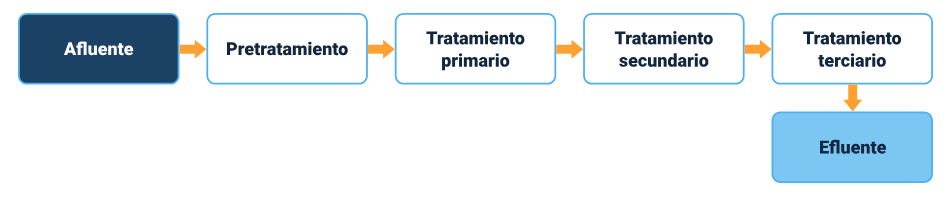 Afluente
Pretratamiento
Tratamiento
primario
Tratamiento
secundario
Tratamiento
terciario
Efluente